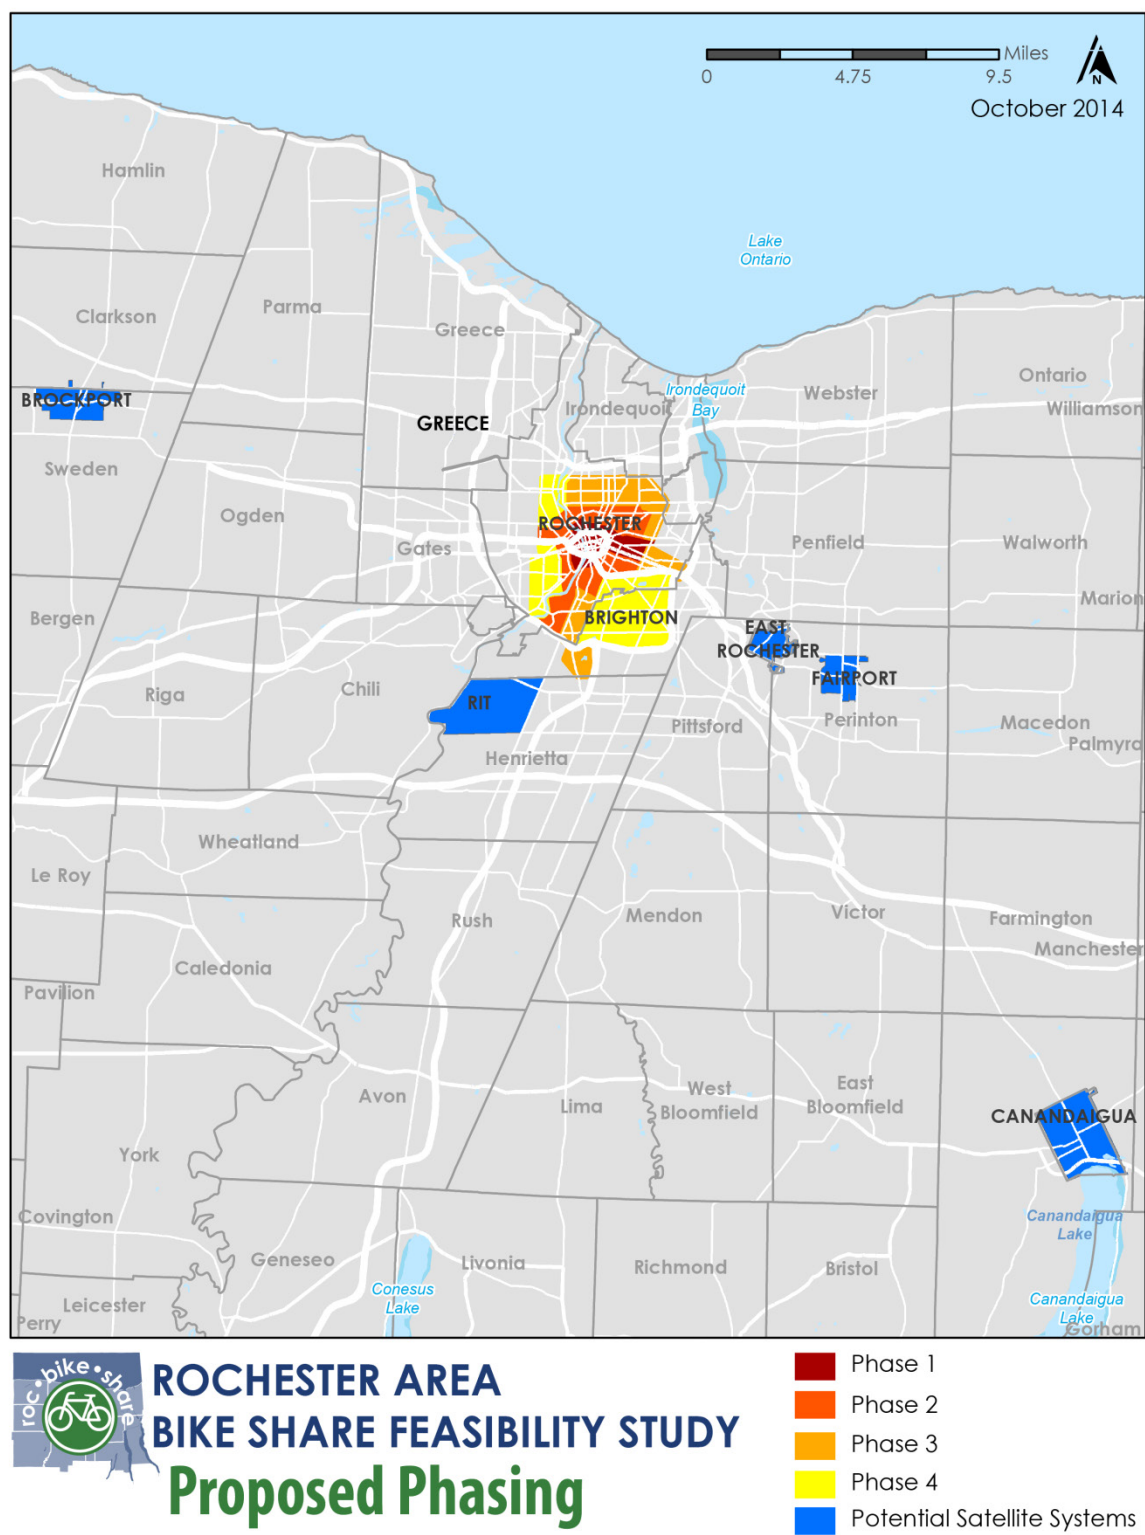 Miles
0 4.75 9.5
N
October 2014
Hamlin
Lake
Ontario
Clarkson
Parma
Greece
Ontario
Williamson
Webster
Irondequoit
Bay
Irondequoit
BROCKPORT
GREECE
Sweden
Ogden
ROCHESTER
Gates
Penfield
Walworth
Marion
Bergen
BRIGHTON
EAST
ROCHESTER
FAIRPORT
Riga
Chili
RIT
Pittsford
Perinton
Macedon
Palmyra
Henrietta
Wheatland
Le Roy
Rush
Mendon
Victor
Farmington
Manchester
Caledonia
Pavilion
Avon
Lima
West
Bloomfield
East
Bloomfield
CANANDAIGUA
York
Covington
Canandaigua
Lake
Geneseo
Livonia
Richmond
Bristol
Conesus
Lake
Canandaigua
Lake
Leicester
Perry
Gorham
roc•bike•share
ROCHESTER AREA
BIKE SHARE FEASIBILITY STUDY
Proposed Phasing
Phase 1
Phase 2
Phase 3
Phase 4
Potential Satellite Systems